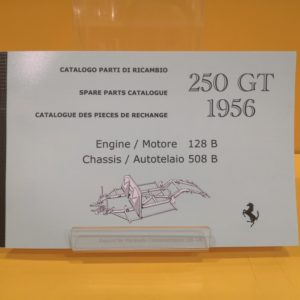 CATALOGO PARTI DI RICAMBIO
SPARE PARTS CATALOGUE
CATALOGUE DES PIECES DE RECHANGE
250 GT
1956
Engine / Motore 128 B
Chassis / Autotelaio 508 B